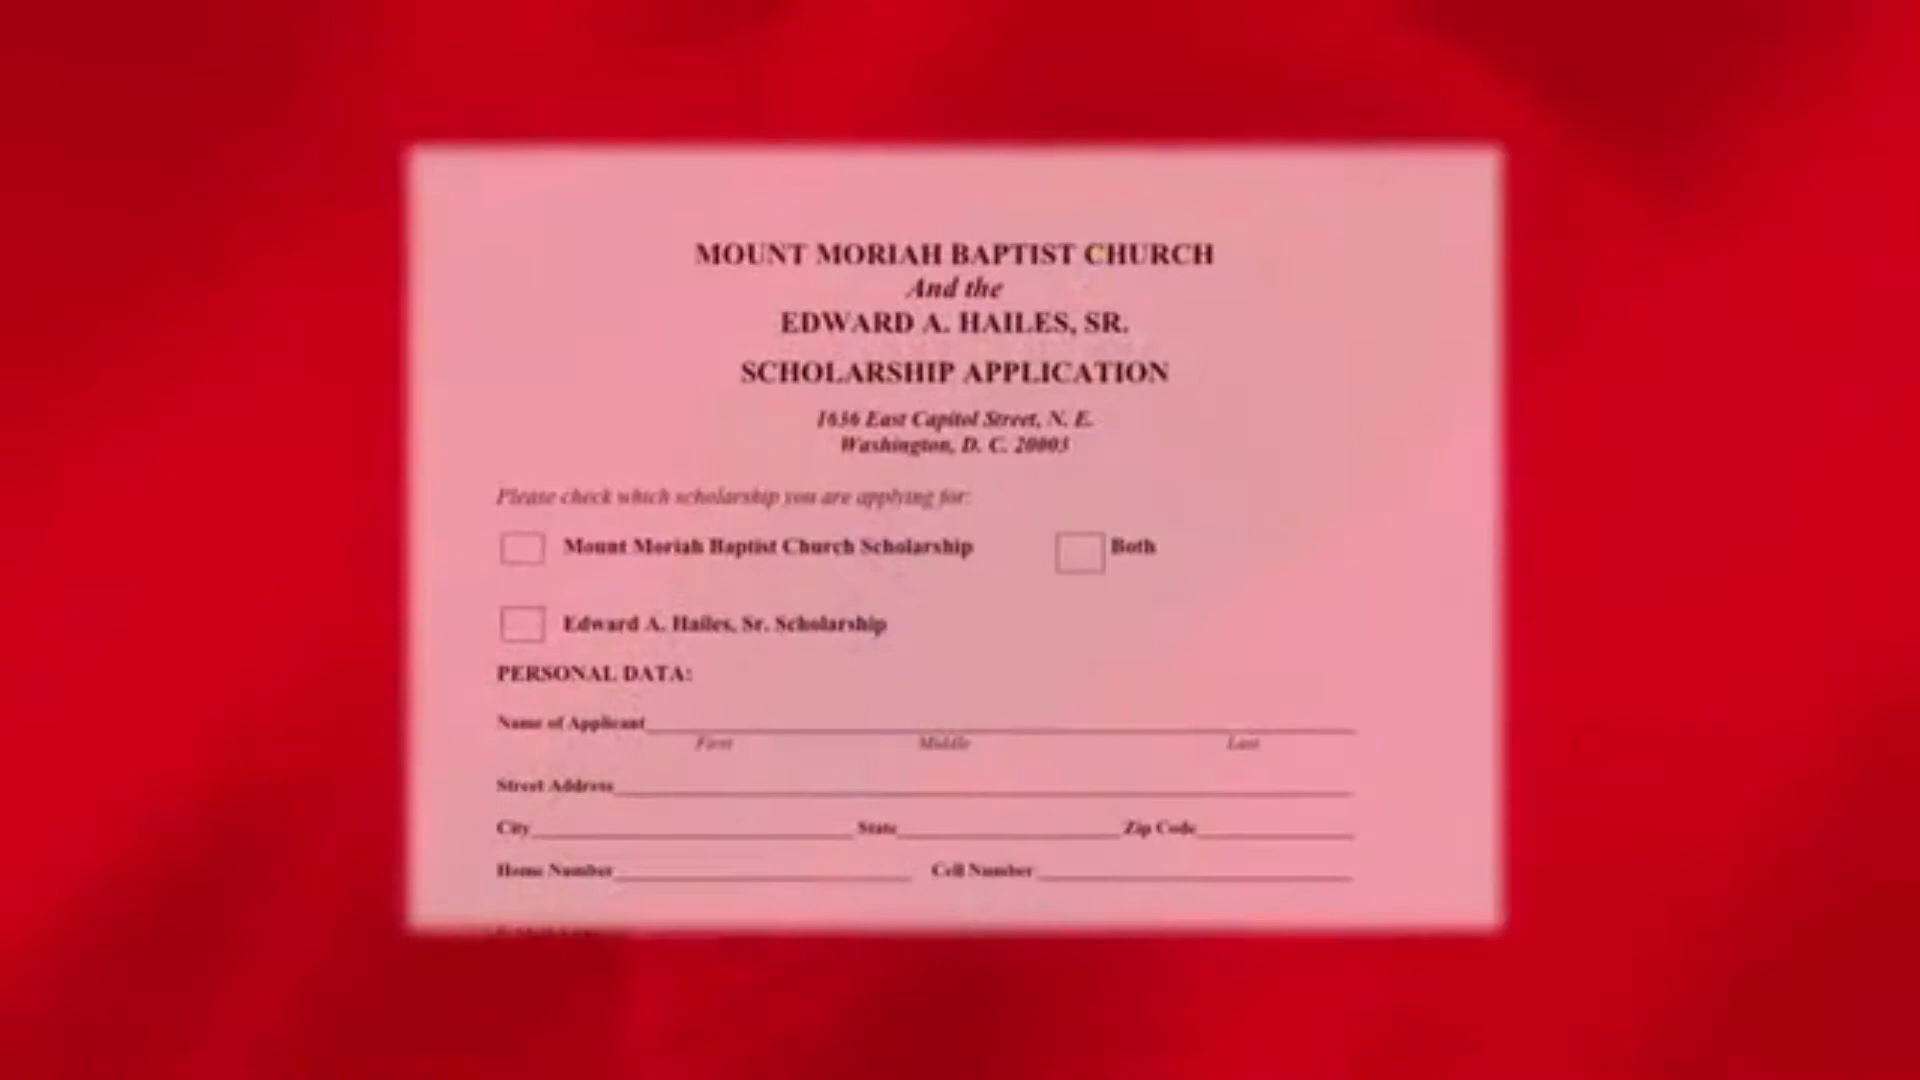 MOUNT MORIAH BAPTIST CHURCH
And the
EDWARD A. HAILES, SR.
SCHOLARSHIP APPLICATION
1636 East Capitol Street, N. E.
Washington, D. C. 20003
Please check which scholarship you are applying for:
Mount Moriah Baptist Church Scholarship Both
Edward A. Hailes, Sr. Scholarship
PERSONAL DATA:
Name of Applicant
First Middle Last
Street Address
City State Zip Code
Home Number Cell Number